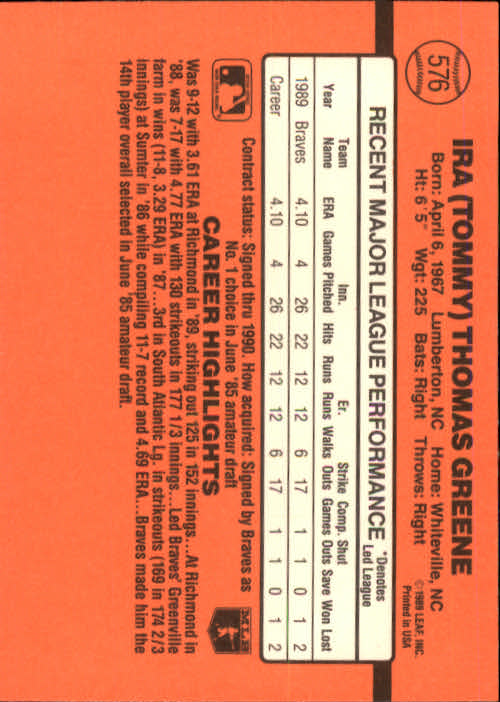 576
IRA (TOMMY) THOMAS GREENE
Born: April 6, 1967 Lumberton, NC Home: Whiteville, NC
Ht: 6'5" Wgt: 225 Bats: Right Throws: Right
©1989 LEAF, INC.
Printed in USA
RECENT MAJOR LEAGUE PERFORMANCE
*Denotes
Led League
Team Inn. Er. Strike Comp. Shut
Year Name ERA Games Pitched Hits Runs Runs Walks Outs Games Outs Save Won Lost
1989 Braves 4.10 4 26 22 12 12 6 17 1 1 0 1 2
Career 4.10 4 26 22 12 12 6 17 1 1 0 1 2
Contract status: Signed thru 1990. How acquired: Signed by Braves as
No. 1 choice in June '85 amateur draft
MLB
CAREER HIGHLIGHTS
Was 9-12 with 3.61 ERA at Richmond in '89, striking out 125 in 152 innings...At Richmond in
'88, was 7-17 with 4.77 ERA with 130 strikeouts in 177 1/3 innings...Led Braves' Greenville
farm in wins (11-8, 3.29 ERA) in '87...3rd in South Atlantic Lg. in strikeouts (169 in 174 2/3
innings) at Sumter in '86 while compiling 11-7 record and 4.69 ERA...Braves made him the
14th player overall selected in June '85 amateur draft.